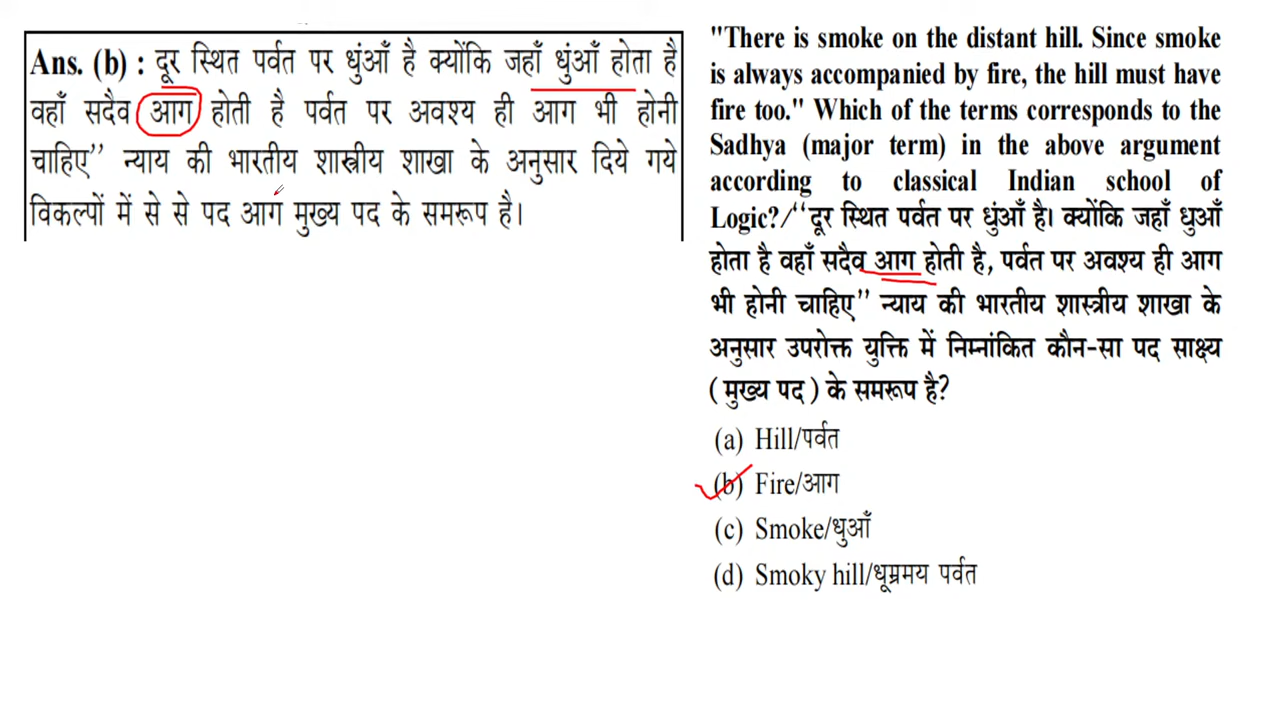 Ans. (b) : दूर स्थित पर्वत पर धुंआँ है क्योंकि जहाँ धुंआँ होता है
वहाँ सदैव आग होती है पर्वत पर अवश्य ही आग भी होनी
चाहिए” न्याय की भारतीय शास्त्रीय शाखा के अनुसार दिये गये
विकल्पों में से से पद आग मुख्य पद के समरूप है।
"There is smoke on the distant hill. Since smoke
is always accompanied by fire, the hill must have
fire too." Which of the terms corresponds to the
Sadhya (major term) in the above argument
according to classical Indian school of
Logic?/‘‘दूर स्थित पर्वत पर धुंआँ है। क्योंकि जहाँ धुआँ
होता है वहाँ सदैव आग होती है, पर्वत पर अवश्य ही आग
भी होनी चाहिए’’ न्याय की भारतीय शास्त्रीय शाखा के
अनुसार उपरोक्त युक्ति में निम्नांकित कौन-सा पद साक्ष्य
(मुख्य पद) के समरूप है?
(a) Hill/पर्वत
(b) Fire/आग
(c) Smoke/धुआँ
(d) Smoky hill/धूम्रमय पर्वत